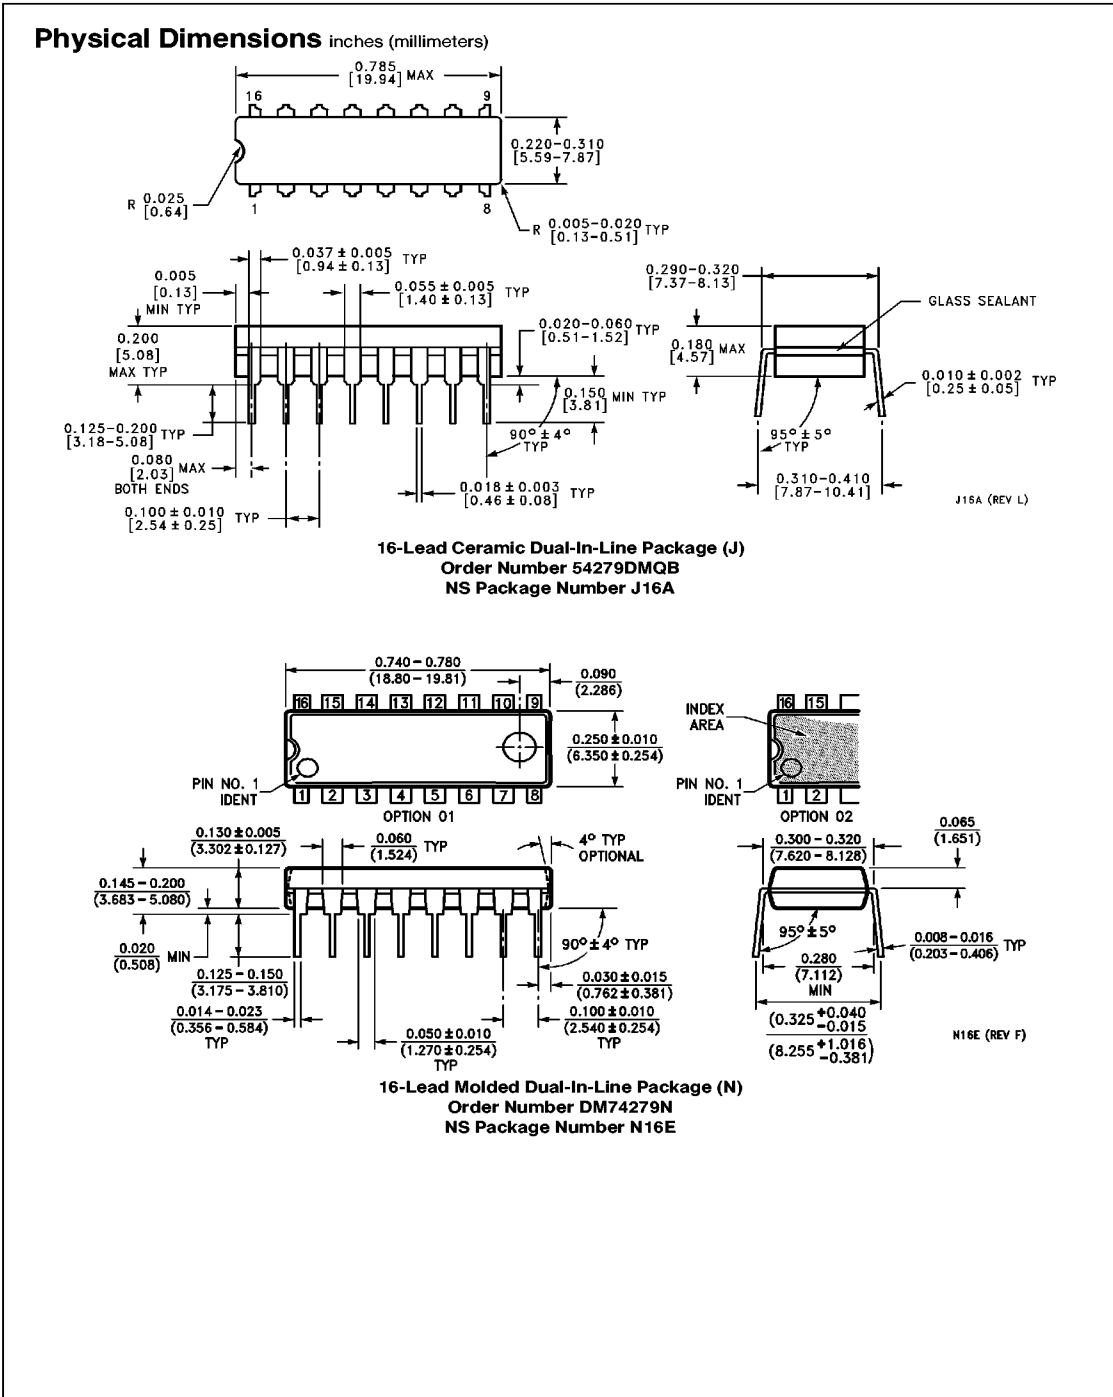 Physical Dimensions inches (millimeters)
0.785
[19.94] MAX
16
9
0.220–0.310
[5.59–7.87]
R 0.025
[0.64]
1
8
R 0.005–0.020 TYP
[0.13–0.51]
0.037 ± 0.005 TYP
[0.94 ± 0.13]
0.005
[0.13]
MIN TYP
0.055 ± 0.005 TYP
[1.40 ± 0.13]
0.290–0.320
[7.37–8.13]
GLASS SEALANT
0.200
[5.08]
MAX TYP
0.020–0.060 TYP
[0.51–1.52]
0.180 MAX
[4.57]
0.150 MIN TYP
[3.81]
0.010 ± 0.002 TYP
[0.25 ± 0.05]
0.125–0.200 TYP
[3.18–5.08]
90° ± 4°
TYP
95° ± 5°
TYP
0.080 MAX
[2.03]
BOTH ENDS
0.018 ± 0.003 TYP
[0.46 ± 0.08]
0.310–0.410
[7.87–10.41]
0.100 ± 0.010 TYP
[2.54 ± 0.25]
J16A (REV L)
16-Lead Ceramic Dual-In-Line Package (J)
Order Number 54279DMQB
NS Package Number J16A
0.740 – 0.780
(18.80 – 19.81)
0.090
(2.286)
16 15 14 13 12 11 10 9
0.250 ± 0.010
(6.350 ± 0.254)
PIN NO. 1
IDENT
1 2 3 4 5 6 7 8
OPTION 01
INDEX
AREA
16 15
PIN NO. 1
IDENT
1 2
OPTION 02
0.130 ± 0.005
(3.302 ± 0.127)
0.060 TYP
(1.524)
4° TYP
OPTIONAL
0.300 – 0.320
(7.620 – 8.128)
0.065
(1.651)
0.145 – 0.200
(3.683 – 5.080)
0.020 MIN
(0.508)
0.125 – 0.150
(3.175 – 3.810)
90° ± 4° TYP
95° ± 5°
0.008 – 0.016 TYP
(0.203 – 0.406)
0.280
(7.112)
MIN
0.030 ± 0.015
(0.762 ± 0.381)
0.014 – 0.023
(0.356 – 0.584)
TYP
0.050 ± 0.010
(1.270 ± 0.254)
TYP
0.100 ± 0.010
(2.540 ± 0.254)
TYP
(0.325 +0.040
−0.015
(8.255 +1.016
−0.381)
N16E (REV F)
16-Lead Molded Dual-In-Line Package (N)
Order Number DM74279N
NS Package Number N16E